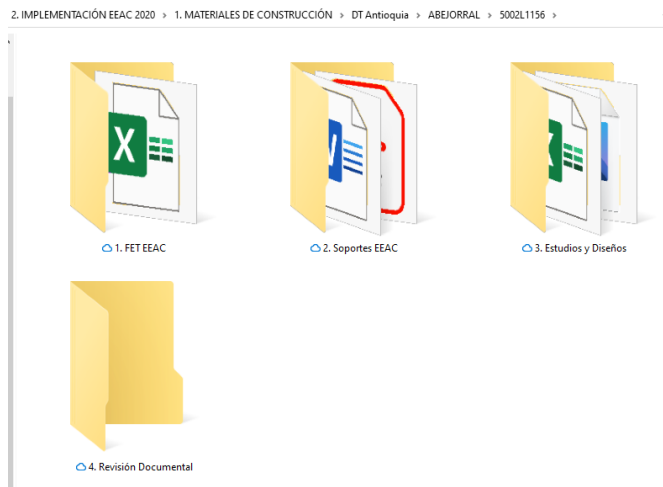 2. IMPLEMENTACIÓN EEAC 2020 > 1. MATERIALES DE CONSTRUCCIÓN > DT Antioquia > ABEJORRAL > 5002L1156 >
1. FET EEAC
2. Soportes EEAC
3. Estudios y Diseños
4. Revisión Documental